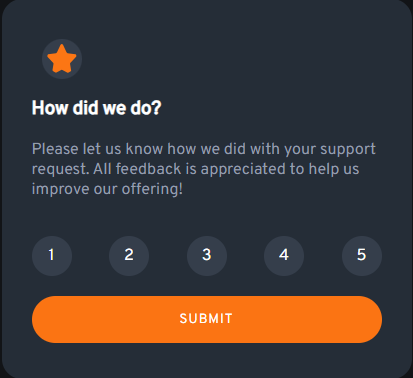 How did we do?
Please let us know how we did with your support
request. All feedback is appreciated to help us
improve our offering!
1 2 3 4 5
SUBMIT